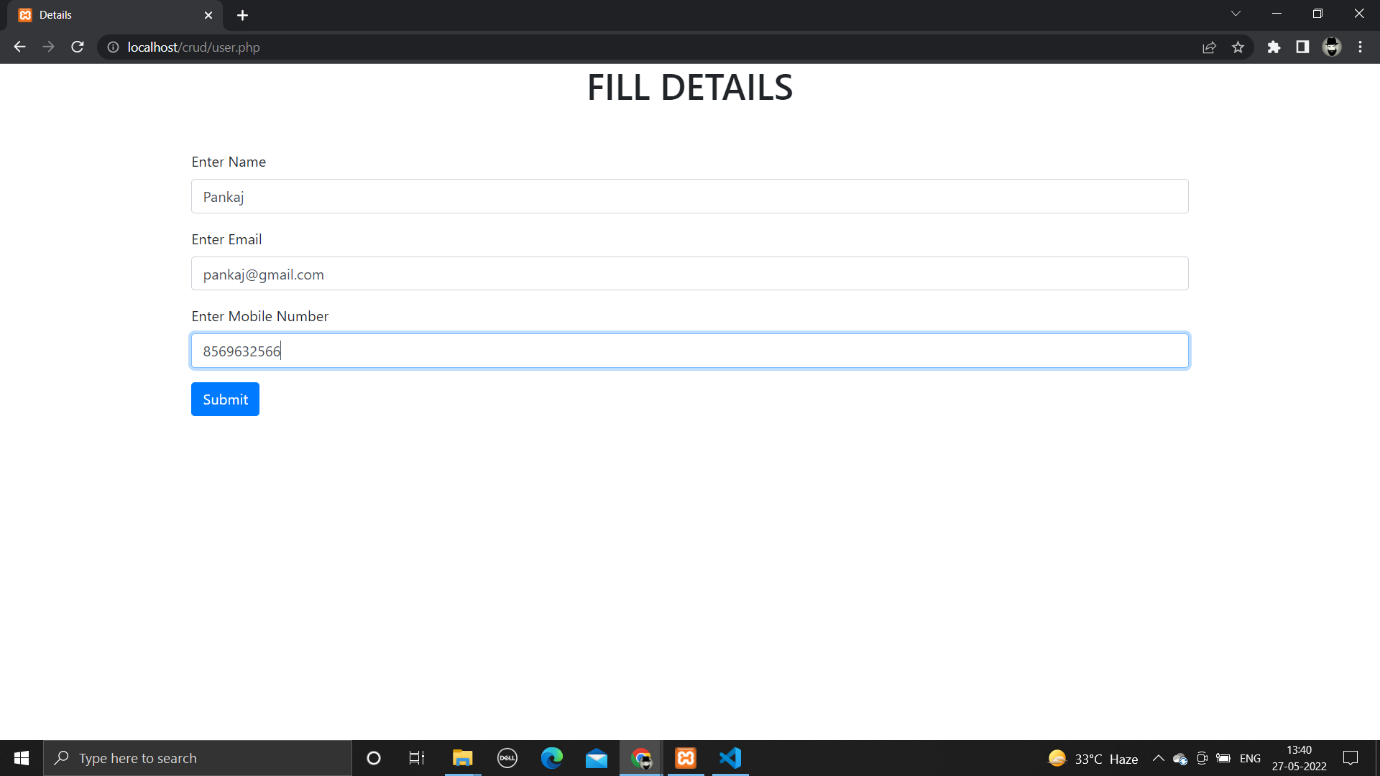 Details
localhost/crud/user.php
FILL DETAILS
Enter Name
Pankaj
Enter Email
pankaj@gmail.com
Enter Mobile Number
8569632566
Submit
Type here to search
DELL
33°C Haze
ENG
13:40
27-05-2022